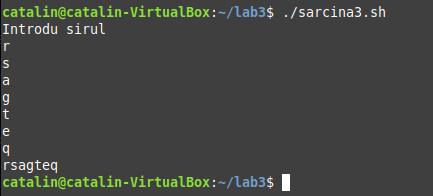 catalin@catalin-VirtualBox:~/lab3$ ./sarcina3.sh
Introdu sirul
r
s
a
g
t
e
q
rsagteq
catalin@catalin-VirtualBox:~/lab3$